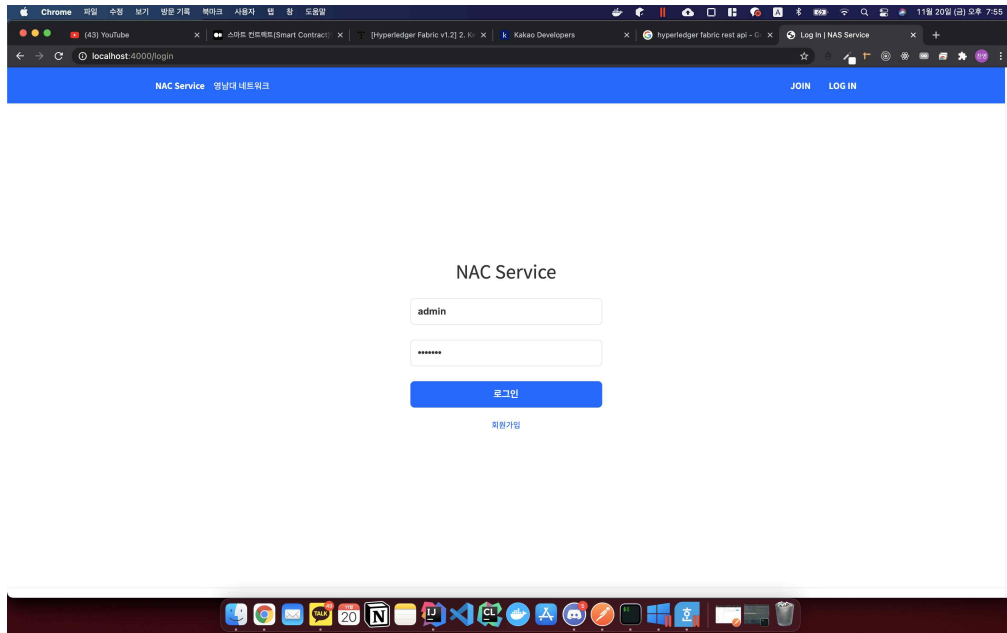 Chrome 파일 수정 보기 방문 기록 북마크 사용자 탭 창 도움말 11월 20일 (금) 오후 7:55
(43) YouTube
스마트 컨트랙트(Smart Contract)
[Hyperledger Fabric v1.2] 2.
Kakao Developers
hyperledger fabric rest api -
Log In | NAS Service
localhost:4000/login
NAC Service 영남대 네트워크 JOIN LOG IN
NAC Service
admin
•••••••
로그인
회원가입
TALK
20